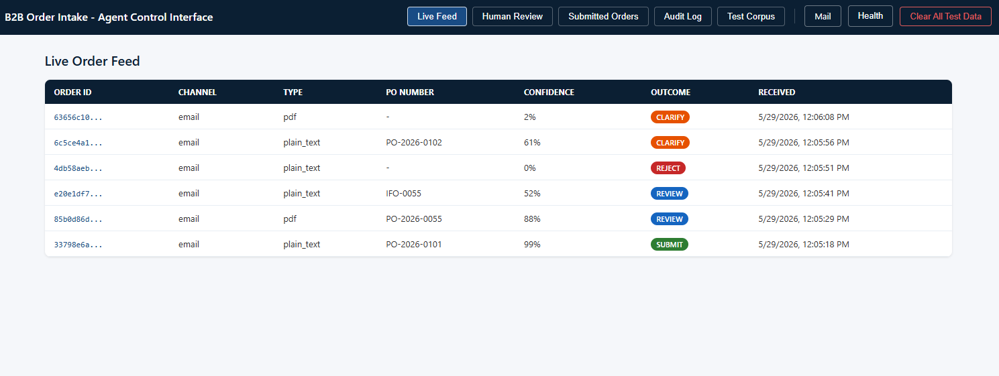 B2B Order Intake - Agent Control Interface Live Feed Human Review Submitted Orders Audit Log Test Corpus Mail Health Clear All Test Data
Live Order Feed
ORDER ID CHANNEL TYPE PO NUMBER CONFIDENCE OUTCOME RECEIVED
63656c10... email pdf - 2% CLARIFY 5/29/2026, 12:06:08 PM
6c5ce4a1... email plain_text PO-2026-0102 61% CLARIFY 5/29/2026, 12:05:56 PM
4db58aeb... email plain_text - 0% REJECT 5/29/2026, 12:05:51 PM
e20e1df7... email plain_text IFO-0055 52% REVIEW 5/29/2026, 12:05:41 PM
85b0d86d... email pdf PO-2026-0055 88% REVIEW 5/29/2026, 12:05:29 PM
33798e6a... email plain_text PO-2026-0101 99% SUBMIT 5/29/2026, 12:05:18 PM